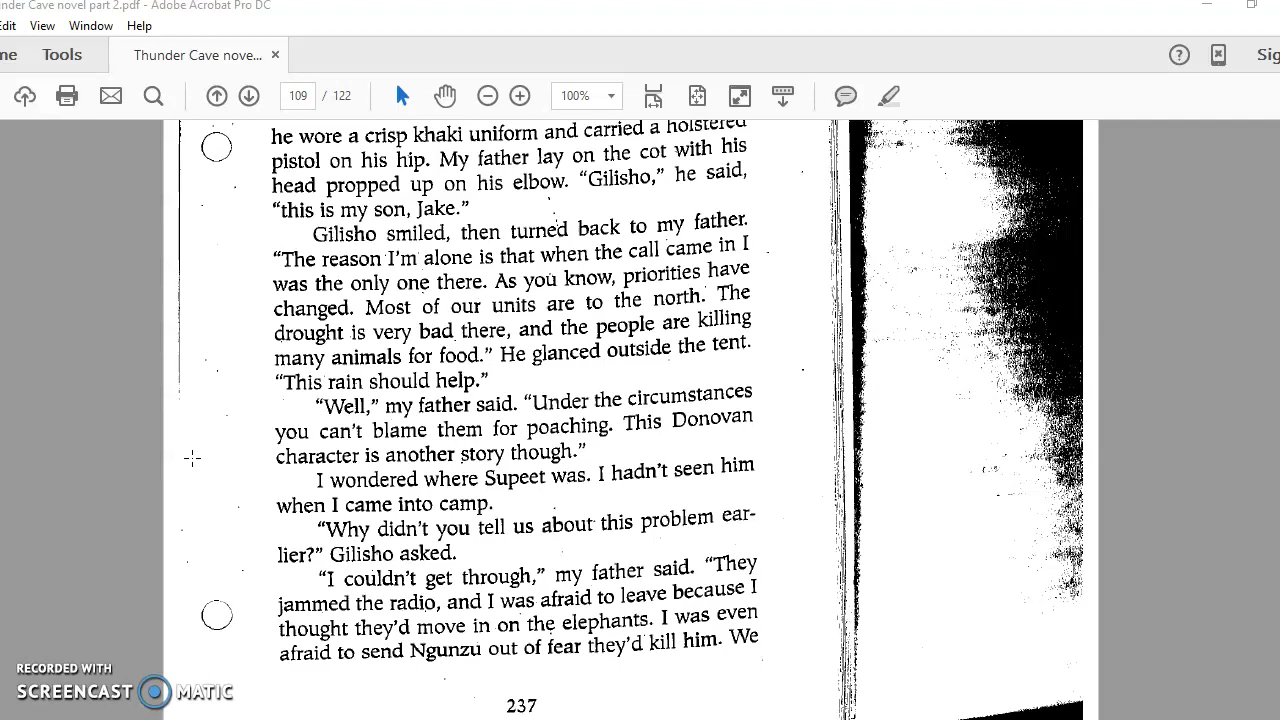 under Cave novel part 2.pdf - Adobe Acrobat Pro DC
Edit View Window Help
me Tools Thunder Cave nove... ×
109 / 122 100%
Sig
he wore a crisp khaki uniform and carried a holstered
pistol on his hip. My father lay on the cot with his
head propped up on his elbow. “Gilisho,” he said,
“this is my son, Jake.”
Gilisho smiled, then turned back to my father.
“The reason I’m alone is that when the call came in I
was the only one there. As you know, priorities have
changed. Most of our units are to the north. The
drought is very bad there, and the people are killing
many animals for food.” He glanced outside the tent.
“This rain should help.”
“Well,” my father said. “Under the circumstances
you can’t blame them for poaching. This Donovan
character is another story though.”
I wondered where Supeet was. I hadn’t seen him
when I came into camp.
“Why didn’t you tell us about this problem ear-
lier?” Gilisho asked.
“I couldn’t get through,” my father said. “They
jammed the radio, and I was afraid to leave because I
thought they’d move in on the elephants. I was even
afraid to send Ngunzu out of fear they’d kill him. We
237
RECORDED WITH
SCREENCAST MATIC